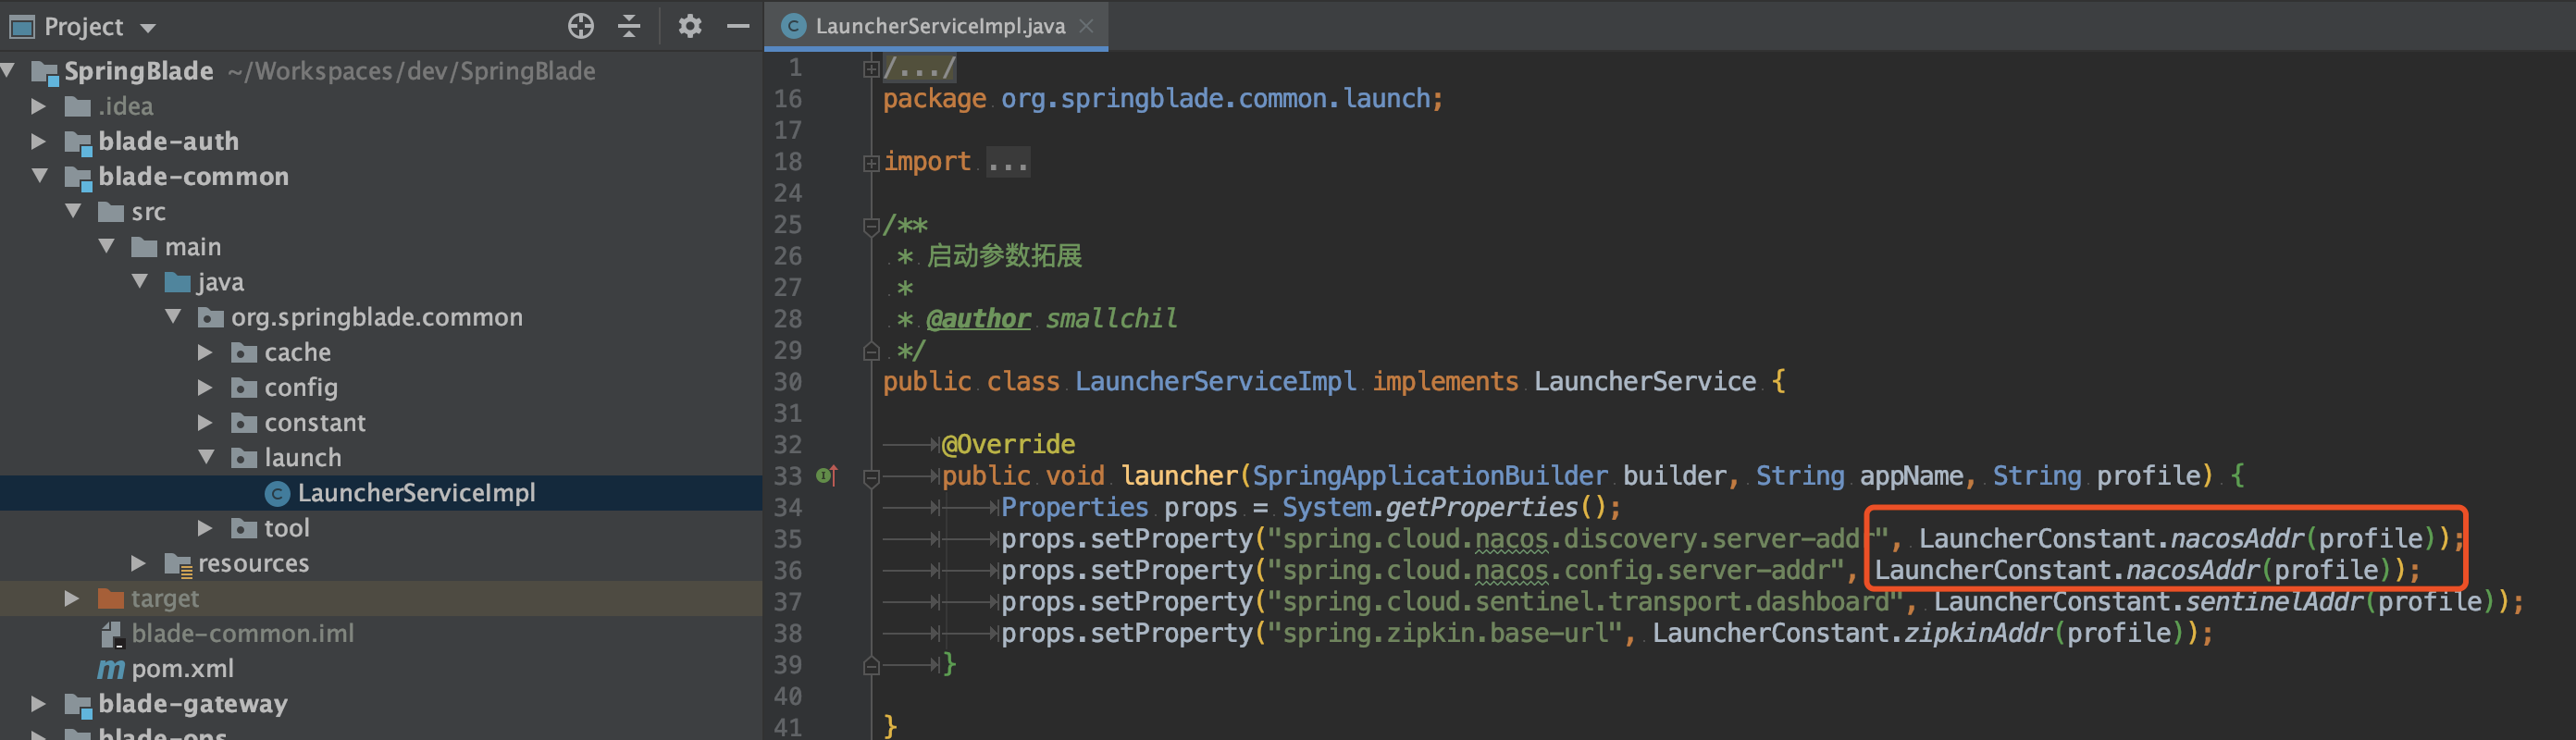 Project
SpringBlade ~/Workspaces/dev/SpringBlade
.idea
blade-auth
blade-common
src
main
java
org.springblade.common
cache
config
constant
launch
LauncherServiceImpl
tool
resources
target
blade-common.iml
pom.xml
blade-gateway
blade-ops
LauncherServiceImpl.java
1 /.../
16 package org.springblade.common.launch;
17
18 import ...
24
25 /**
26 * 启动参数拓展
27 *
28 * @author smallchil
29 */
30 public class LauncherServiceImpl implements LauncherService {
31
32 @Override
33 public void launcher(SpringApplicationBuilder builder, String appName, String profile) {
34 Properties props = System.getProperties();
35 props.setProperty("spring.cloud.nacos.discovery.server-addr", LauncherConstant.nacosAddr(profile));
36 props.setProperty("spring.cloud.nacos.config.server-addr", LauncherConstant.nacosAddr(profile));
37 props.setProperty("spring.cloud.sentinel.transport.dashboard", LauncherConstant.sentinelAddr(profile));
38 props.setProperty("spring.zipkin.base-url", LauncherConstant.zipkinAddr(profile));
39 }
40
41 }